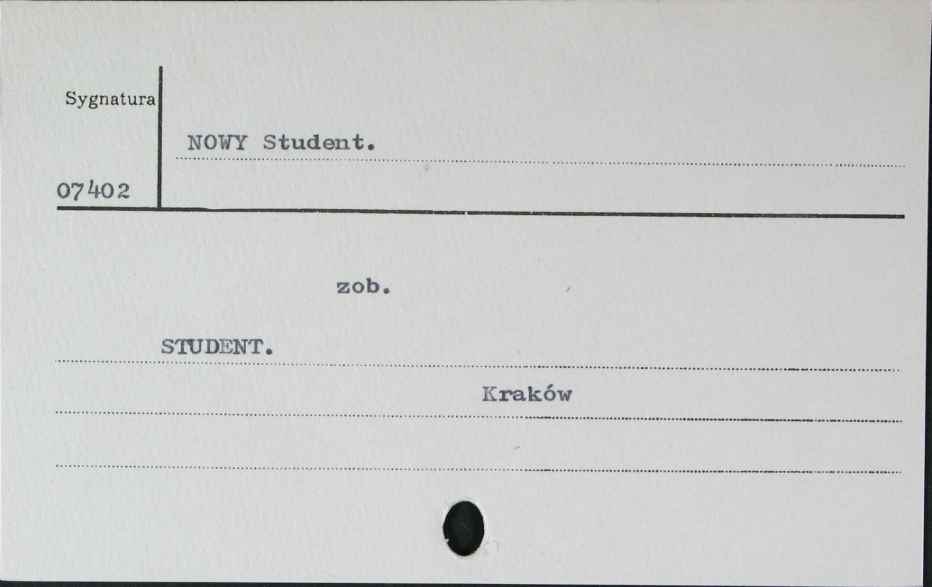 Sygnatura
NOWY Student.
07402
zob.
STUDENT.
Kraków